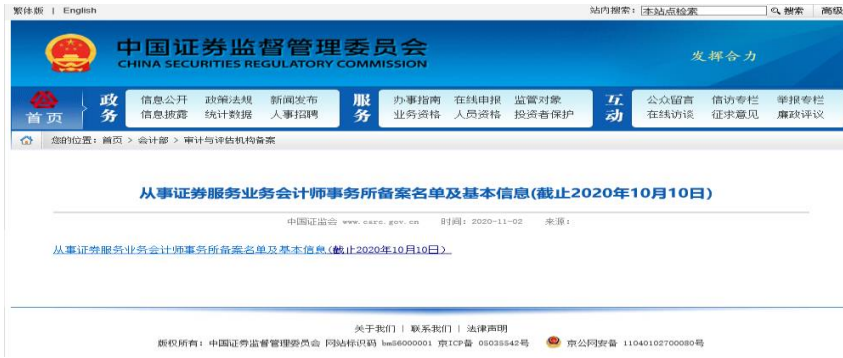 繁体版 | English 站内搜索: 本站点检索 搜索 高级
中国证券监督管理委员会
CHINA SECURITIES REGULATORY COMMISSION
发挥合力
首页
政务
信息公开 政策法规 新闻发布
信息披露 统计数据 人事招聘
服务
办事指南 在线申报 监管对象
业务资格 人员资格 投资者保护
互动
公众留言 信访专栏 举报专栏
在线访谈 征求意见 廉政评议
您的位置: 首页 > 会计部 > 审计与评估机构备案
从事证券服务业务会计师事务所备案名单及基本信息(截止2020年10月10日)
中国证监会 www.csrc.gov.cn 时间: 2020-11-02 来源:
从事证券服务业务会计师事务所备案名单及基本信息(截止2020年10月10日)
关于我们 | 联系我们 | 法律声明
版权所有: 中国证券监督管理委员会 网站标识码 bm56000001 京ICP备 05035542号 京公网安备 11040102700080号